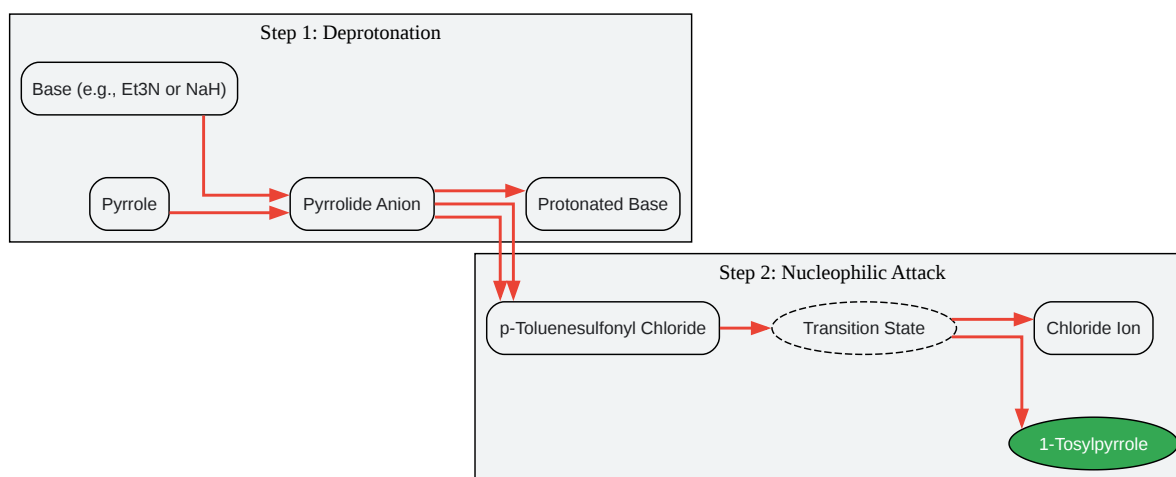 Step 1: Deprotonation
Base (e.g., Et3N or NaH)
Pyrrole
Pyrrolide Anion
Protonated Base
Step 2: Nucleophilic Attack
p-Toluenesulfonyl Chloride
Transition State
Chloride Ion
1-Tosylpyrrole